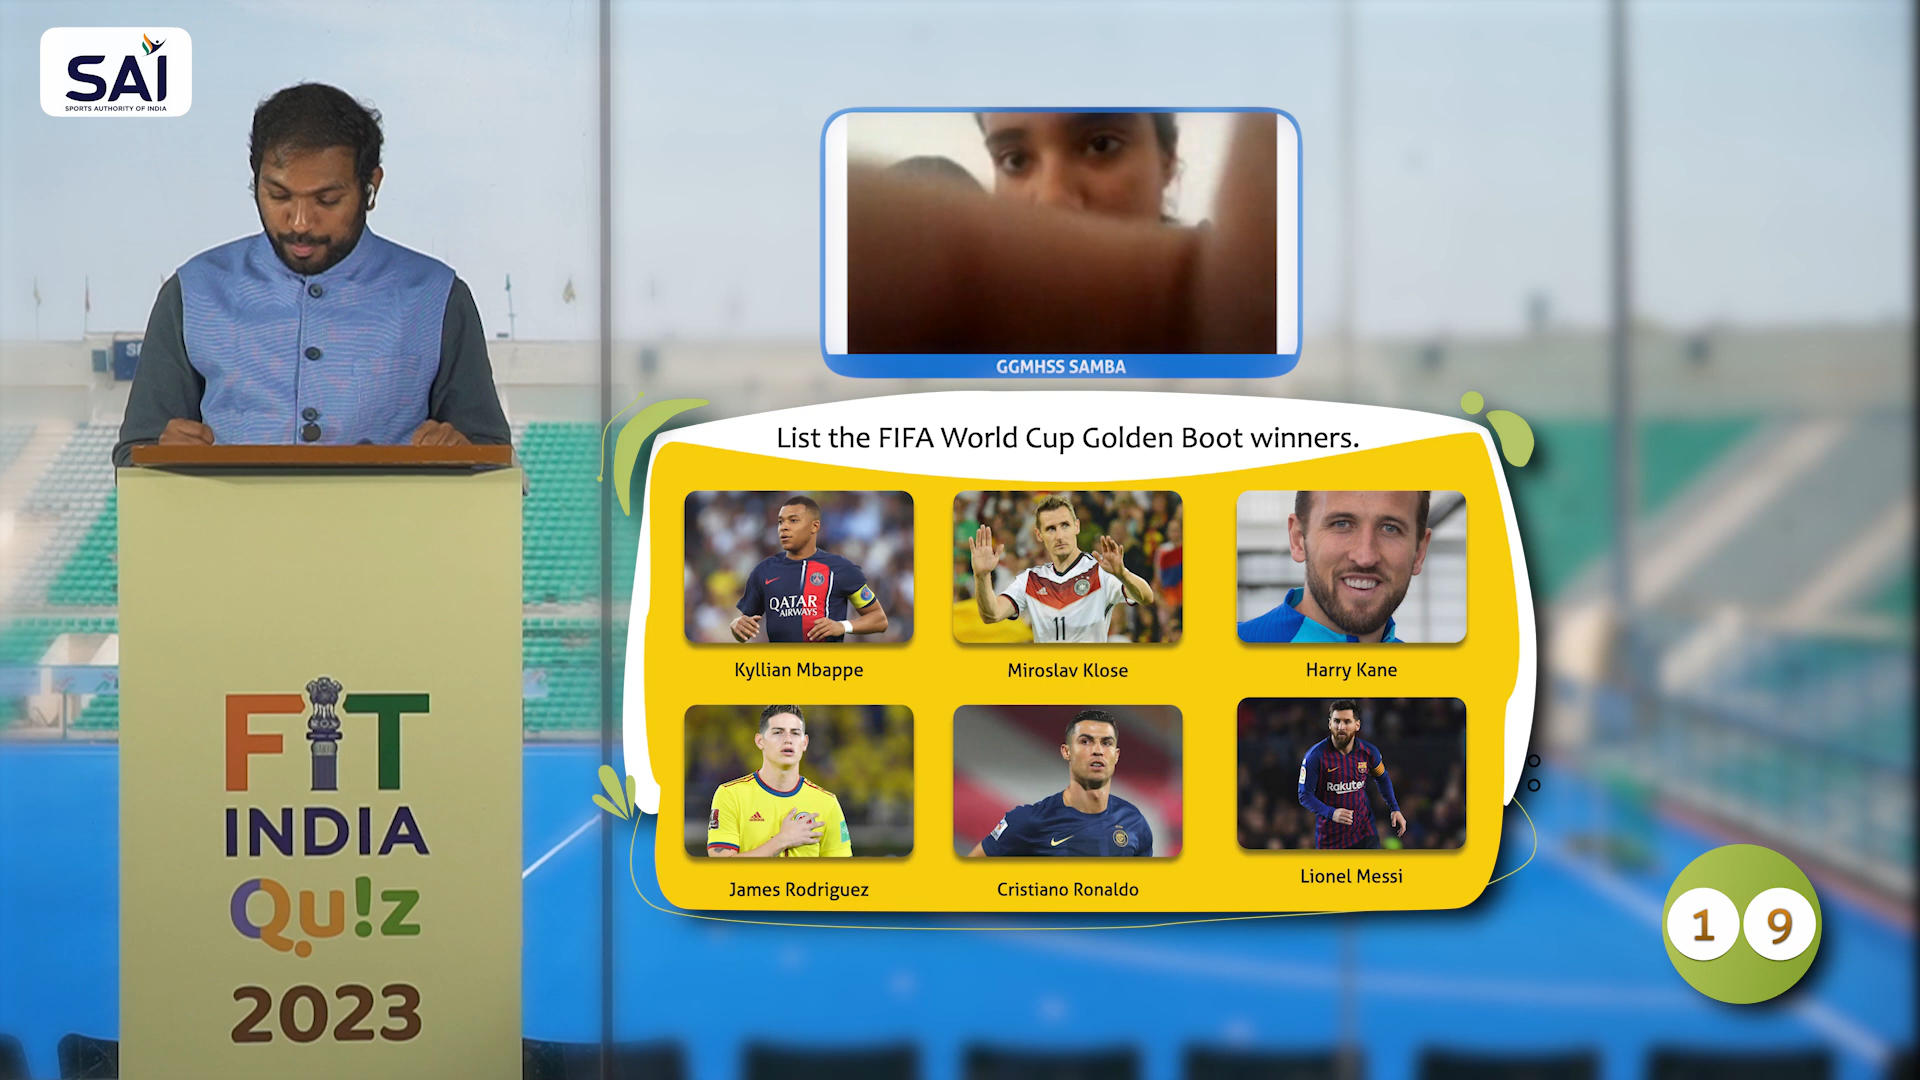 SAI
SPORTS AUTHORITY OF INDIA
GGMHSS SAMBA
List the FIFA World Cup Golden Boot winners.
QATAR
AIRWAYS
11
Kyllian Mbappe
Miroslav Klose
Harry Kane
Rakuten
James Rodriguez
Cristiano Ronaldo
Lionel Messi
FIT
INDIA
Qu!z
2023
1 9